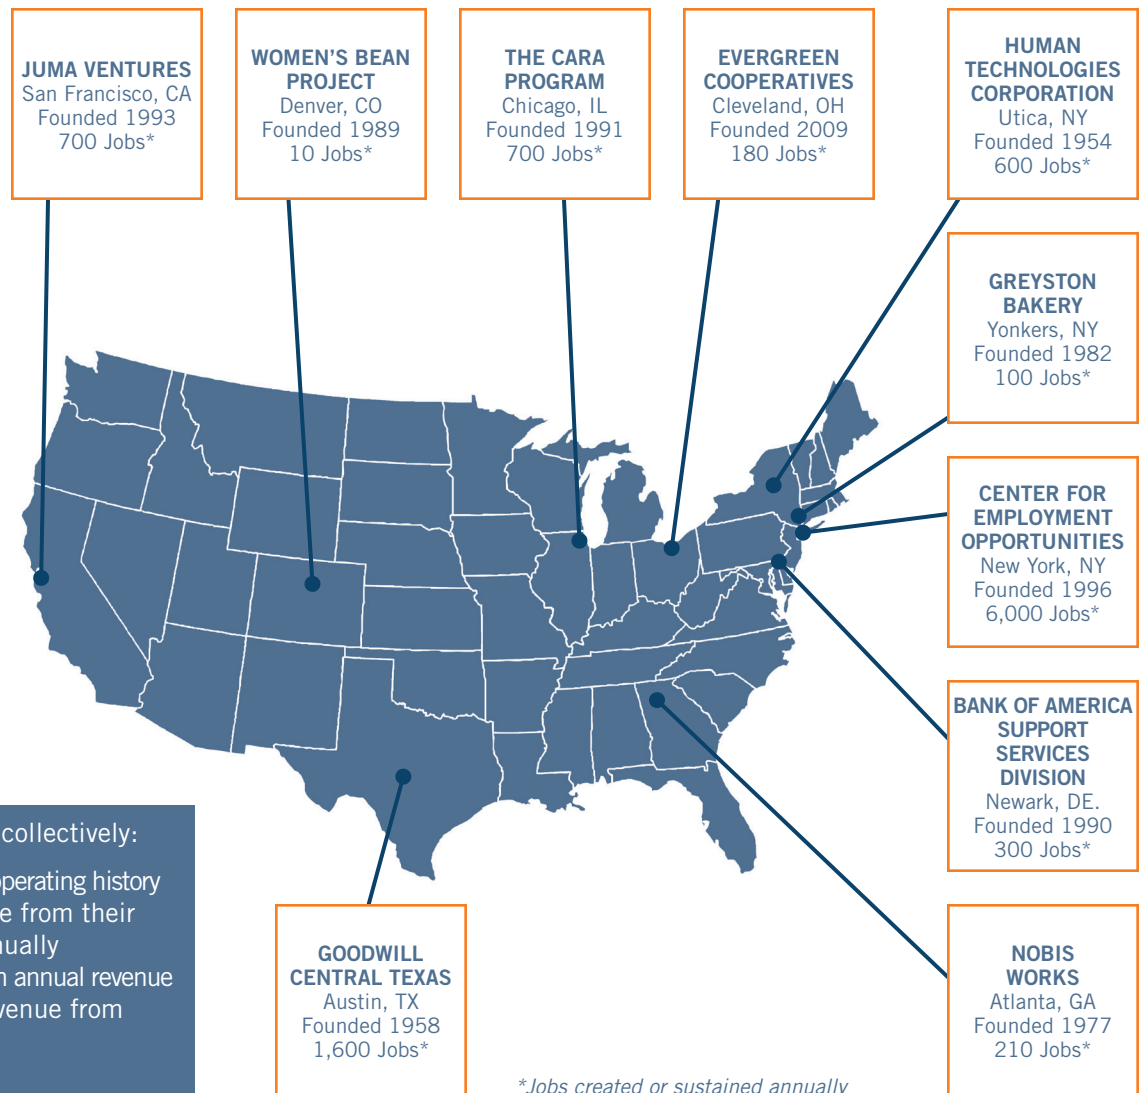 JUMA VENTURES
San Francisco, CA
Founded 1993
700 Jobs*
WOMEN'S BEAN
PROJECT
Denver, CO
Founded 1989
10 Jobs*
THE CARA
PROGRAM
Chicago, IL
Founded 1991
700 Jobs*
EVERGREEN
COOPERATIVES
Cleveland, OH
Founded 2009
180 Jobs*
HUMAN
TECHNOLOGIES
CORPORATION
Utica, NY
Founded 1954
600 Jobs*
GREYSTON
BAKERY
Yonkers, NY
Founded 1982
100 Jobs*
CENTER FOR
EMPLOYMENT
OPPORTUNITIES
New York, NY
Founded 1996
6,000 Jobs*
BANK OF AMERICA
SUPPORT
SERVICES
DIVISION
Newark, DE.
Founded 1990
300 Jobs*
collectively:
operating history
e from their
nually
n annual revenue
venue from
GOODWILL
CENTRAL TEXAS
Austin, TX
Founded 1958
1,600 Jobs*
NOBIS
WORKS
Atlanta, GA
Founded 1977
210 Jobs*
*Jobs created or sustained annually